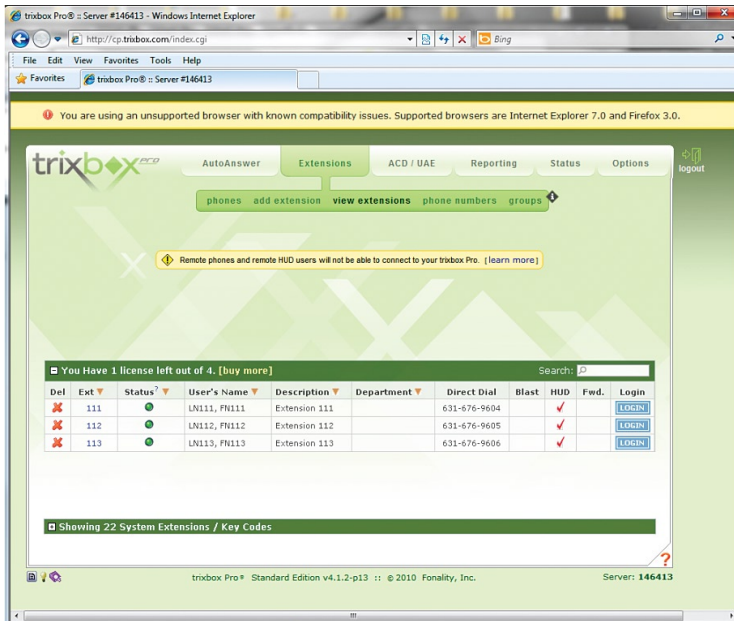 trixbox Pro® :: Server #146413 - Windows Internet Explorer
http://cp.trixbox.com/index.cgi
Bing
File Edit View Favorites Tools Help
Favorites trixbox Pro® :: Server #146413
You are using an unsupported browser with known compatibility issues. Supported browsers are Internet Explorer 7.0 and Firefox 3.0.
trixbox pro AutoAnswer Extensions ACD / UAE Reporting Status Options logout
phones add extension view extensions phone numbers groups
Remote phones and remote HUD users will not be able to connect to your trixbox Pro. [learn more]
You Have 1 license left out of 4. [buy more] Search:
Del Ext Status? User's Name Description Department Direct Dial Blast HUD Fwd. Login
111 LN111, FN111 Extension 111 631-676-9604 LOGIN
112 LN112, FN112 Extension 112 631-676-9605 LOGIN
113 LN113, FN113 Extension 113 631-676-9606 LOGIN
Showing 22 System Extensions / Key Codes
?
trixbox Pro® Standard Edition v4.1.2-p13 :: © 2010 Fonality, Inc. Server: 146413